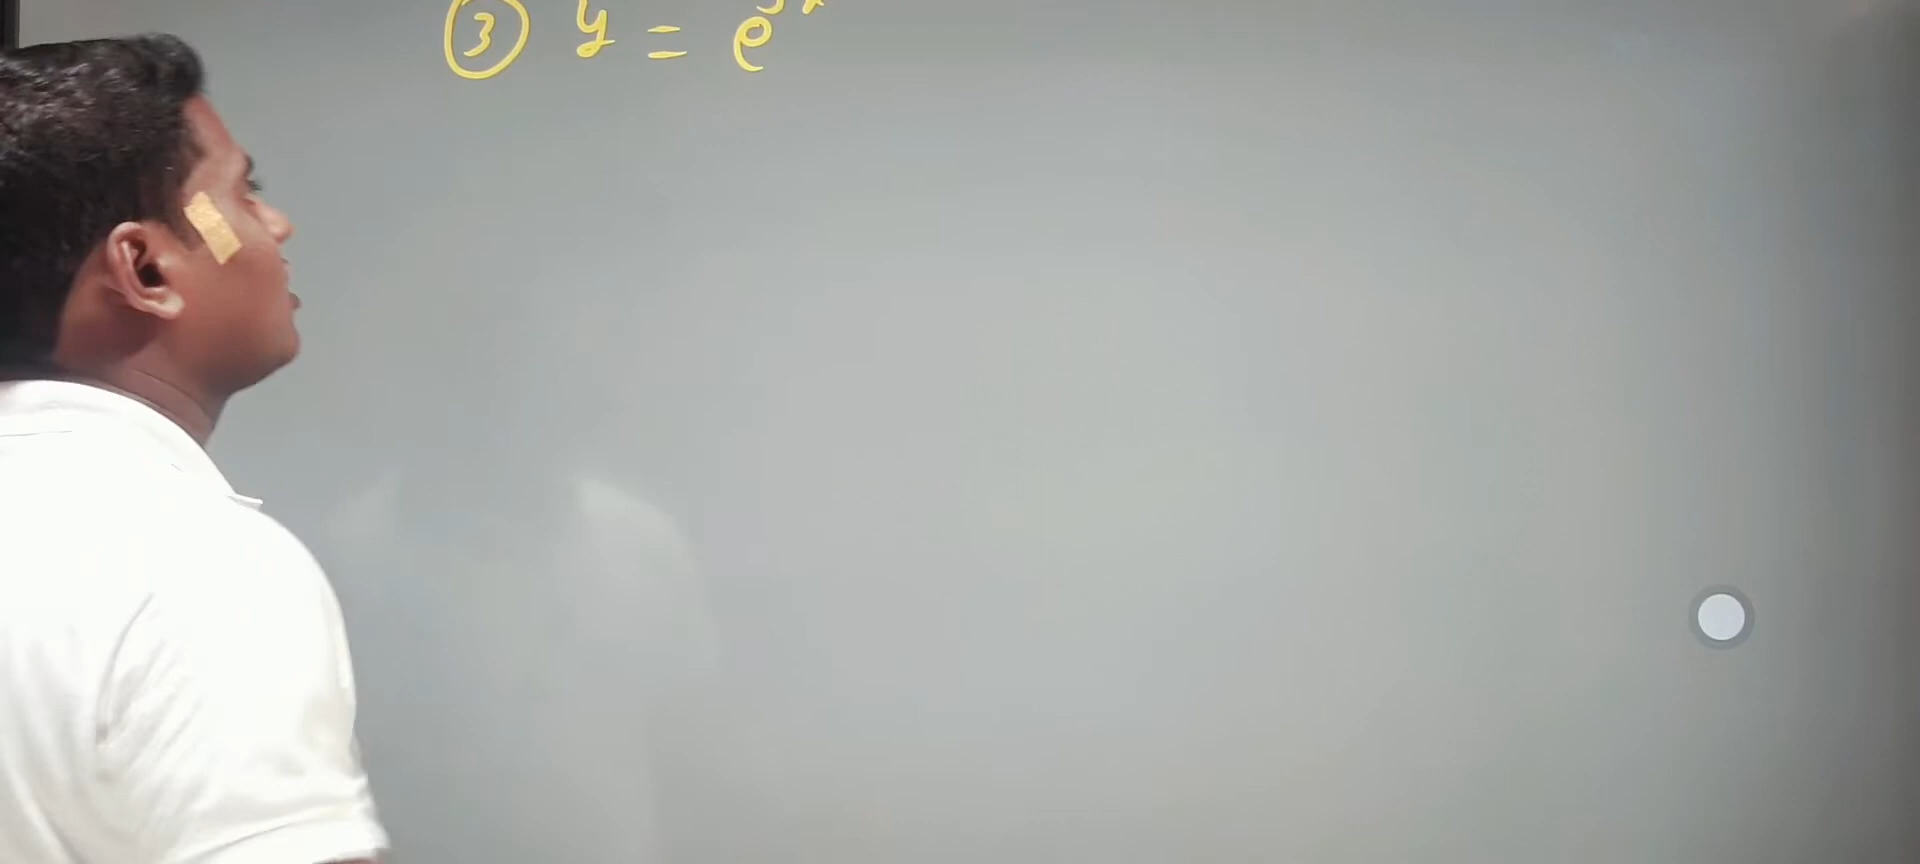 ③ y = e